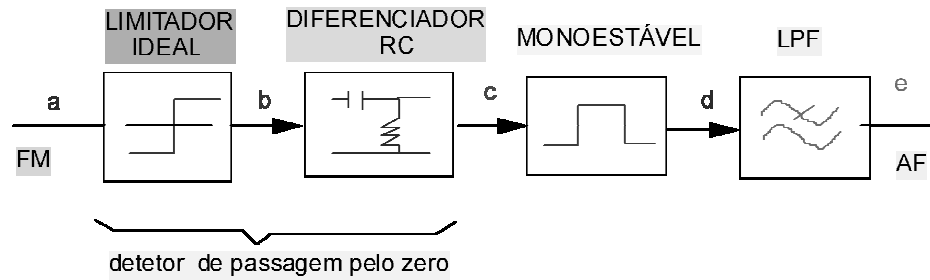 LIMITADOR
IDEAL
DIFERENCIADOR
RC
MONOESTÁVEL
LPF
a
b
c
d
e
FM
AF
detetor de passagem pelo zero